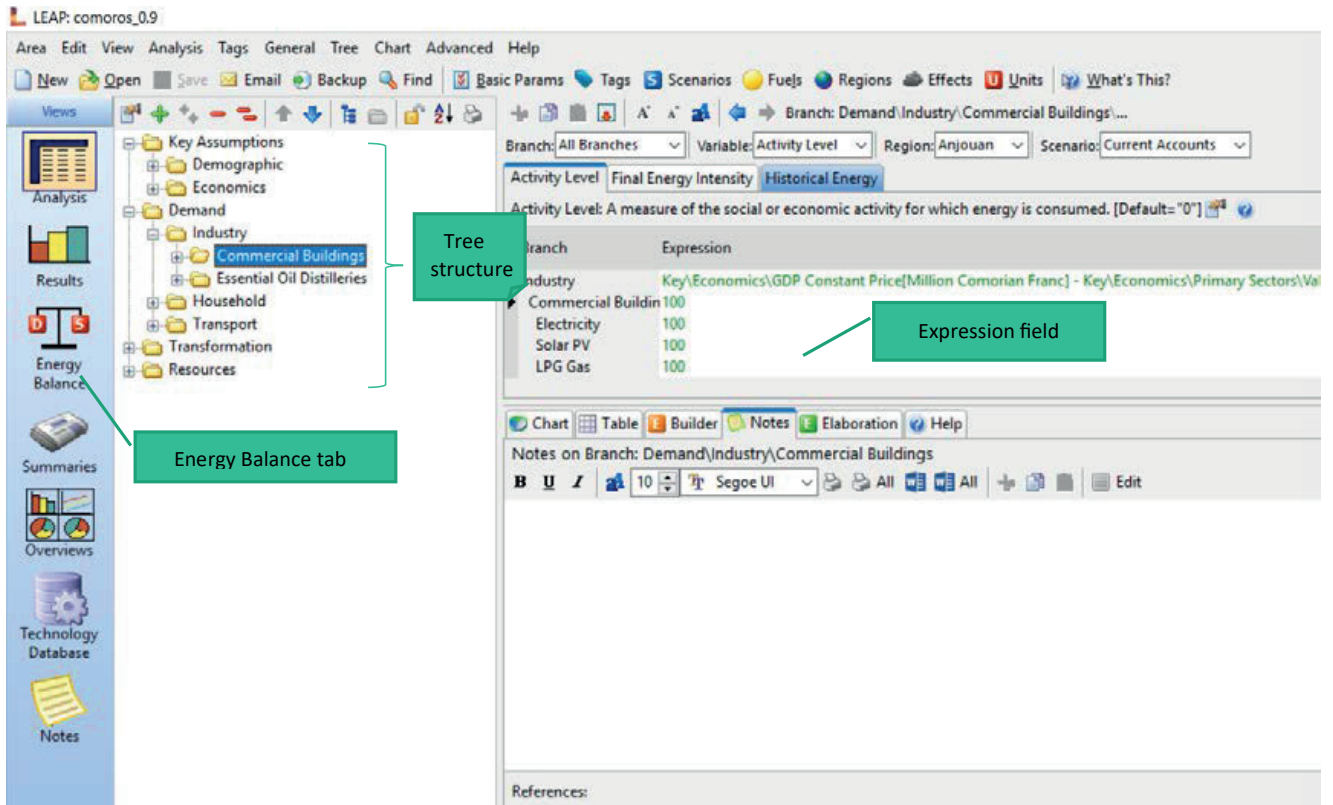 LEAP: comoros_0.9
Area Edit View Analysis Tags General Tree Chart Advanced Help
New Open Save Email Backup Find Basic Params Tags Scenarios Fuels Regions Effects Units What's This?
Views
Analysis
Results
Energy
Balance
Summaries
Overviews
Technology
Database
Notes
Key Assumptions
Demographic
Economics
Demand
Industry
Commercial Buildings
Essential Oil Distilleries
Household
Transport
Transformation
Resources
Tree
structure
Energy Balance tab
Branch: Demand\Industry\Commercial Buildings\...
Branch: All Branches Variable: Activity Level Region: Anjouan Scenario: Current Accounts
Activity Level Final Energy Intensity Historical Energy
Activity Level: A measure of the social or economic activity for which energy is consumed. [Default="0"]
Branch Expression
Industry Key\Economics\GDP Constant Price[Million Comorian Franc] - Key\Economics\Primary Sectors\Val
Commercial Buildin 100
Electricity 100
Solar PV 100
LPG Gas 100
Expression field
Chart Table Builder Notes Elaboration Help
Notes on Branch: Demand\Industry\Commercial Buildings
B U I 10 Segoe UI All All Edit
References: